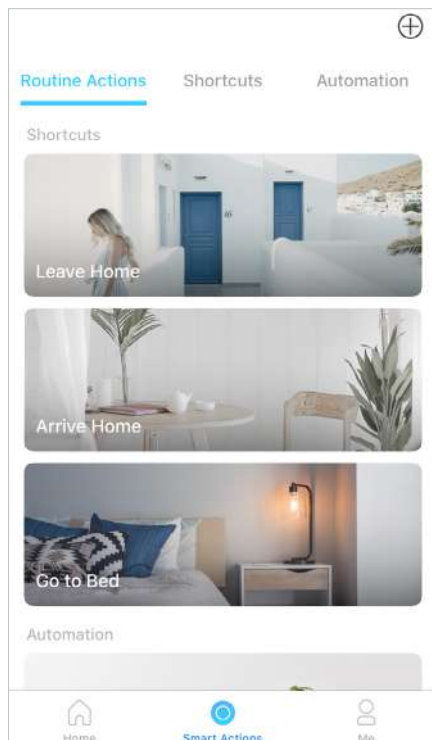 Routine Actions Shortcuts Automation
Shortcuts
Leave Home
Arrive Home
Go to Bed
Automation
Home Smart Actions Me